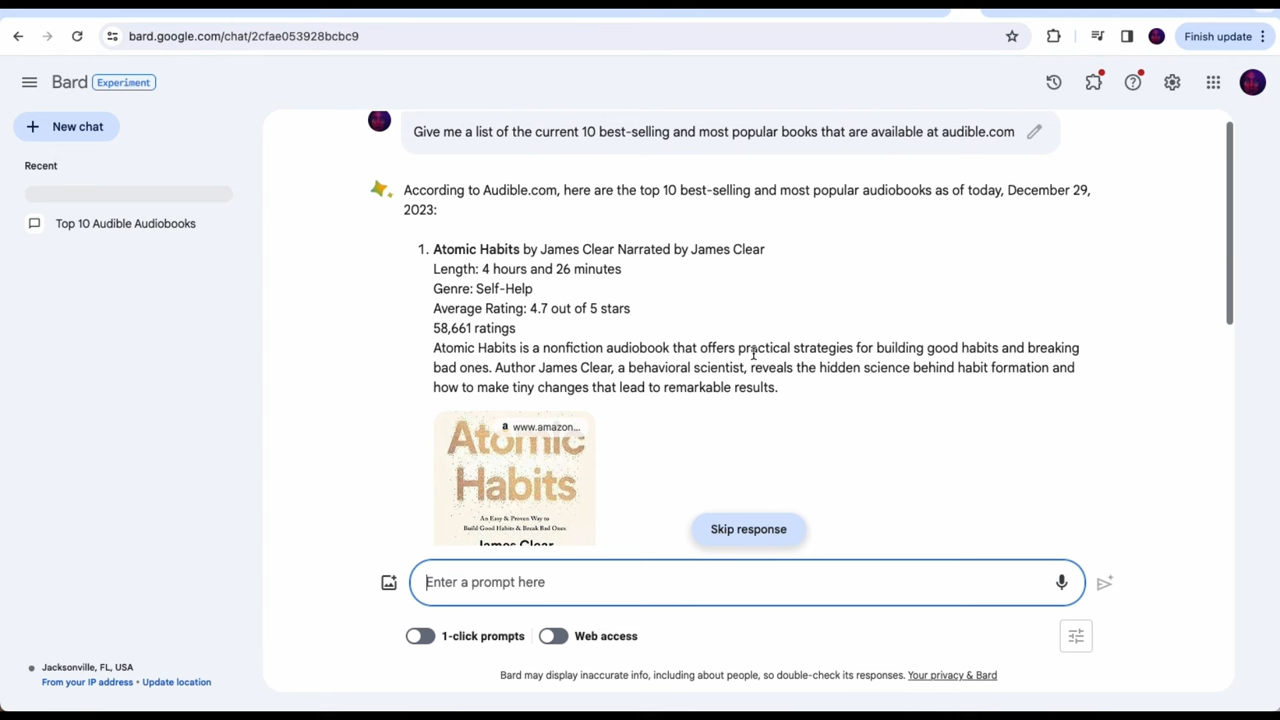 bard.google.com/chat/2cfae053928bcbc9
Finish update
Bard Experiment
New chat
Recent
Top 10 Audible Audiobooks
Give me a list of the current 10 best-selling and most popular books that are available at audible.com
According to Audible.com, here are the top 10 best-selling and most popular audiobooks as of today, December 29,
2023:
1. Atomic Habits by James Clear Narrated by James Clear
Length: 4 hours and 26 minutes
Genre: Self-Help
Average Rating: 4.7 out of 5 stars
58,661 ratings
Atomic Habits is a nonfiction audiobook that offers practical strategies for building good habits and breaking
bad ones. Author James Clear, a behavioral scientist, reveals the hidden science behind habit formation and
how to make tiny changes that lead to remarkable results.
a www.amazon...
Atomic
Habits
An Easy & Proven Way to
Build Good Habits & Break Bad Ones
James Clear
Skip response
Enter a prompt here
1-click prompts
Web access
Jacksonville, FL, USA
From your IP address • Update location
Bard may display inaccurate info, including about people, so double-check its responses. Your privacy & Bard